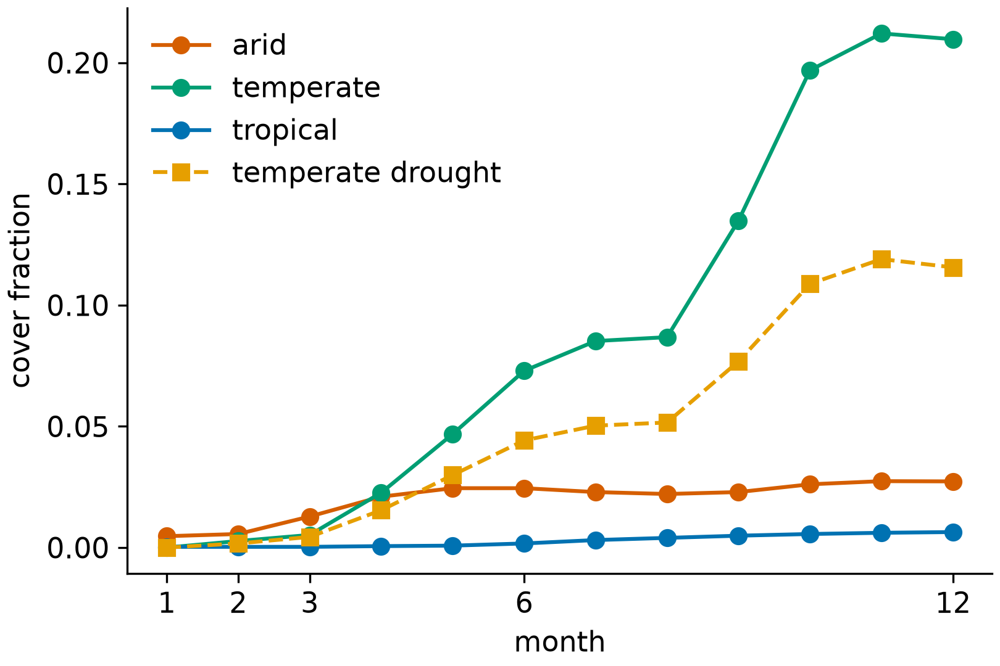 arid
temperate
tropical
temperate drought
0.20
0.15
0.10
0.05
0.00
cover fraction
1 2 3 6 12
month